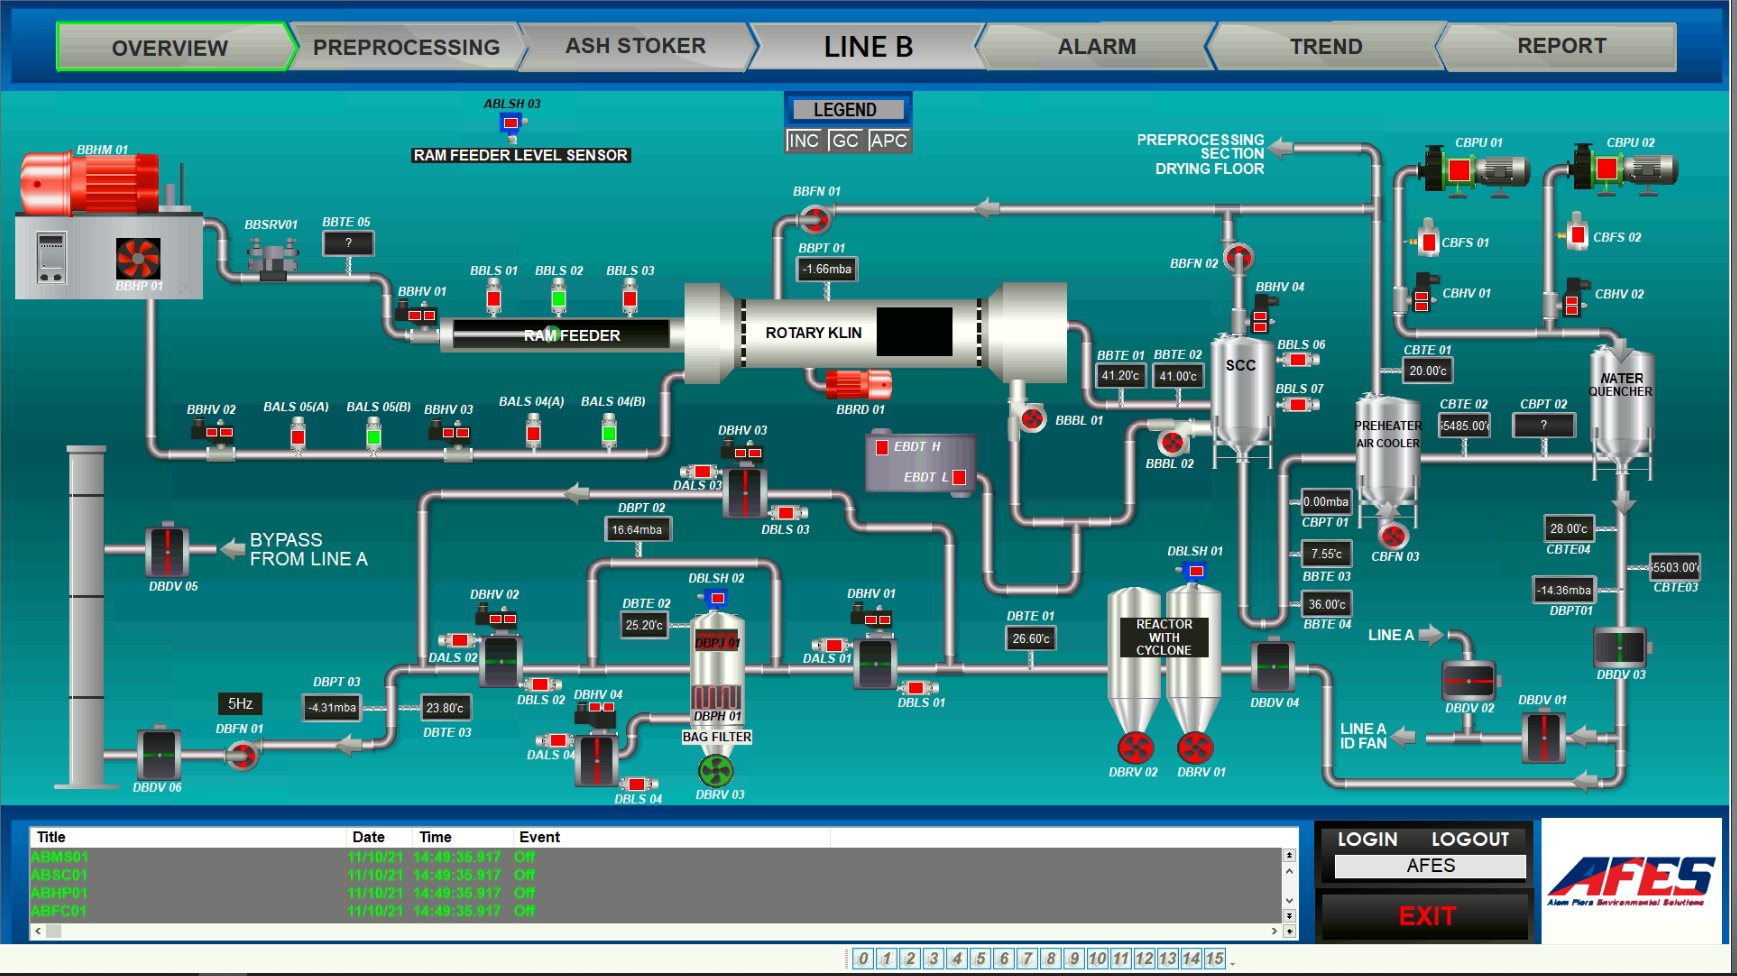 OVERVIEW
PREPROCESSING
ASH STOKER
LINE B
ALARM
TREND
REPORT
ABLSH 03
RAM FEEDER LEVEL SENSOR
LEGEND
INC GC APC
PREPROCESSING
SECTION
DRYING FLOOR
CBPU 01
CBPU 02
BBHM 01
BBHP 01
BBSRV01
BBTE 05
?
BBFN 01
BBPT 01
-1.66mba
BBFN 02
CBFS 01
CBFS 02
BBHV 01
BBLS 01
BBLS 02
BBLS 03
BBHV 04
CBHV 01
CBHV 02
RAM FEEDER
ROTARY KLIN
BBTE 01
41.20'c
BBTE 02
41.00'c
SCC
BBLS 06
BBLS 07
CBTE 01
20.00'c
WATER
QUENCHER
BBRD 01
BBHV 02
BALS 05(A)
BALS 05(B)
BBHV 03
BALS 04(A)
BALS 04(B)
BBBL 01
BBBL 02
CBTE 02
65485.00'c
CBPT 02
?
PREHEATER
AIR COOLER
DBHV 03
DALS 03
DBLS 03
EBDT H
EBDT L
DBPT 02
16.64mba
0.00mba
CBPT 01
7.55'c
BBTE 03
36.00'c
BBTE 04
CBFN 03
28.00'c
CBTE04
65503.00'c
CBTE03
-14.36mba
DBPT01
BYPASS
FROM LINE A
DBDV 05
DBLSH 01
DBLSH 02
DBHV 02
DALS 02
DBLS 02
DBTE 02
25.20'c
DBPJ 01
DBPH 01
BAG FILTER
DBRV 03
DBHV 01
DALS 01
DBLS 01
DBTE 01
26.60'c
REACTOR
WITH
CYCLONE
DBRV 02
DBRV 01
DBDV 04
LINE A
DBDV 02
DBDV 01
DBDV 03
LINE A
ID FAN
DBPT 03
-4.31mba
23.80'c
DBTE 03
5Hz
DBFN 01
DBDV 06
DBHV 04
DALS 04
DBLS 04
Title Date Time Event
ABMS01 11/10/21 14:49:35.917 Off
ABSC01 11/10/21 14:49:35.917 Off
ABHP01 11/10/21 14:49:35.917 Off
ABFC01 11/10/21 14:49:35.917 Off
LOGIN LOGOUT
AFES
EXIT
AFES
Alam Flora Environmental Solutions
0 1 2 3 4 5 6 7 8 9 10 11 12 13 14 15